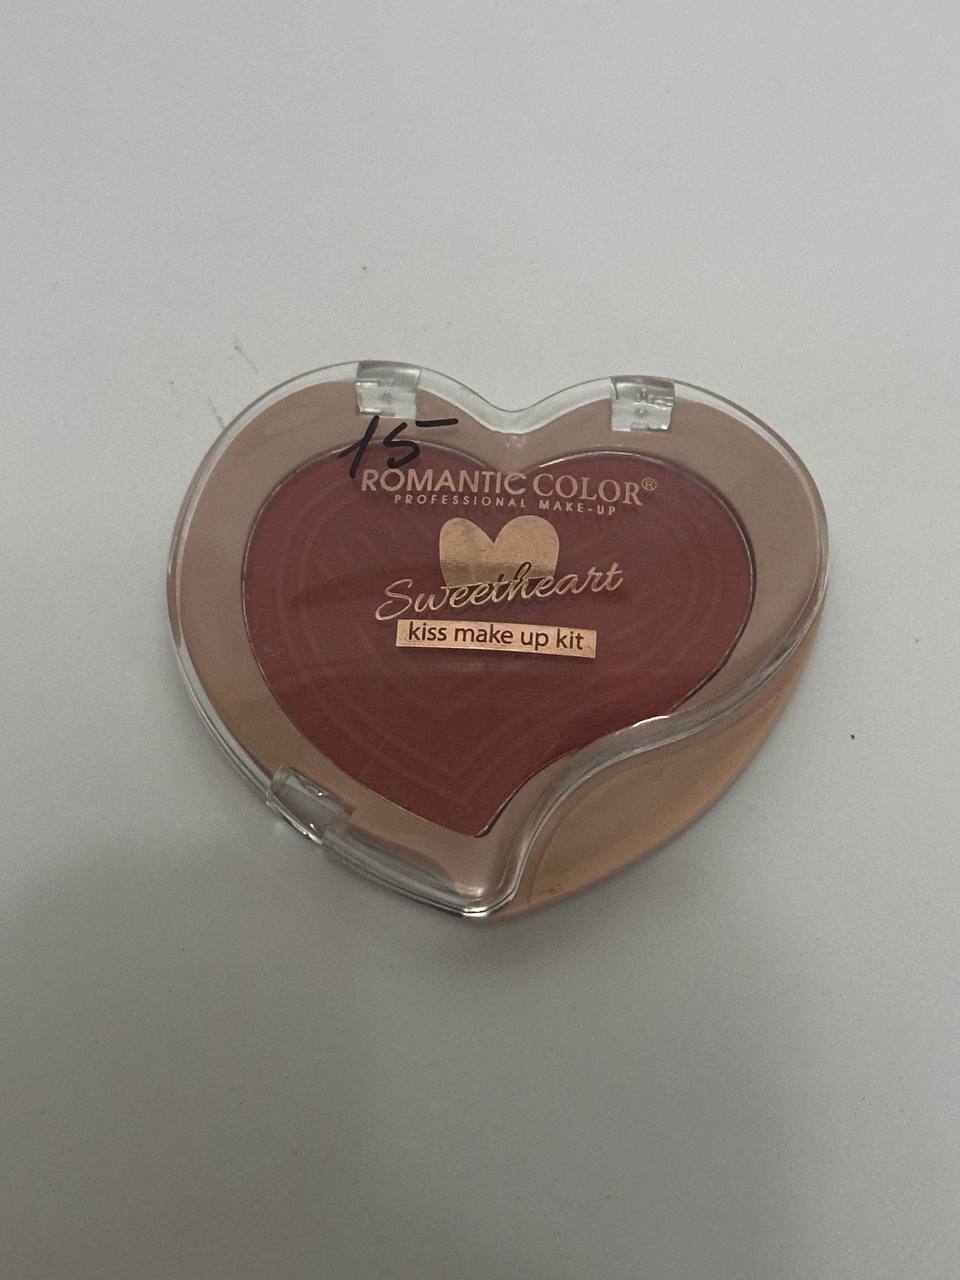 15
ROMANTIC COLOR®
PROFESSIONAL MAKE-UP
Sweetheart
kiss make up kit